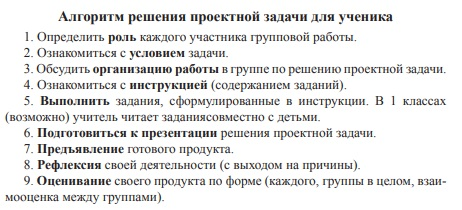 Алгоритм решения проектной задачи для ученика
1. Определить роль каждого участника групповой работы.
2. Ознакомиться с условием задачи.
3. Обсудить организацию работы в группе по решению проектной задачи.
4. Ознакомиться с инструкцией (содержанием заданий).
5. Выполнить задания, сформулированные в инструкции. В 1 классах
(возможно) учитель читает заданиясовместно с детьми.
6. Подготовиться к презентации решения проектной задачи.
7. Предъявление готового продукта.
8. Рефлексия своей деятельности (с выходом на причины).
9. Оценивание своего продукта по форме (каждого, группы в целом, взаи-
мооценка между группами).